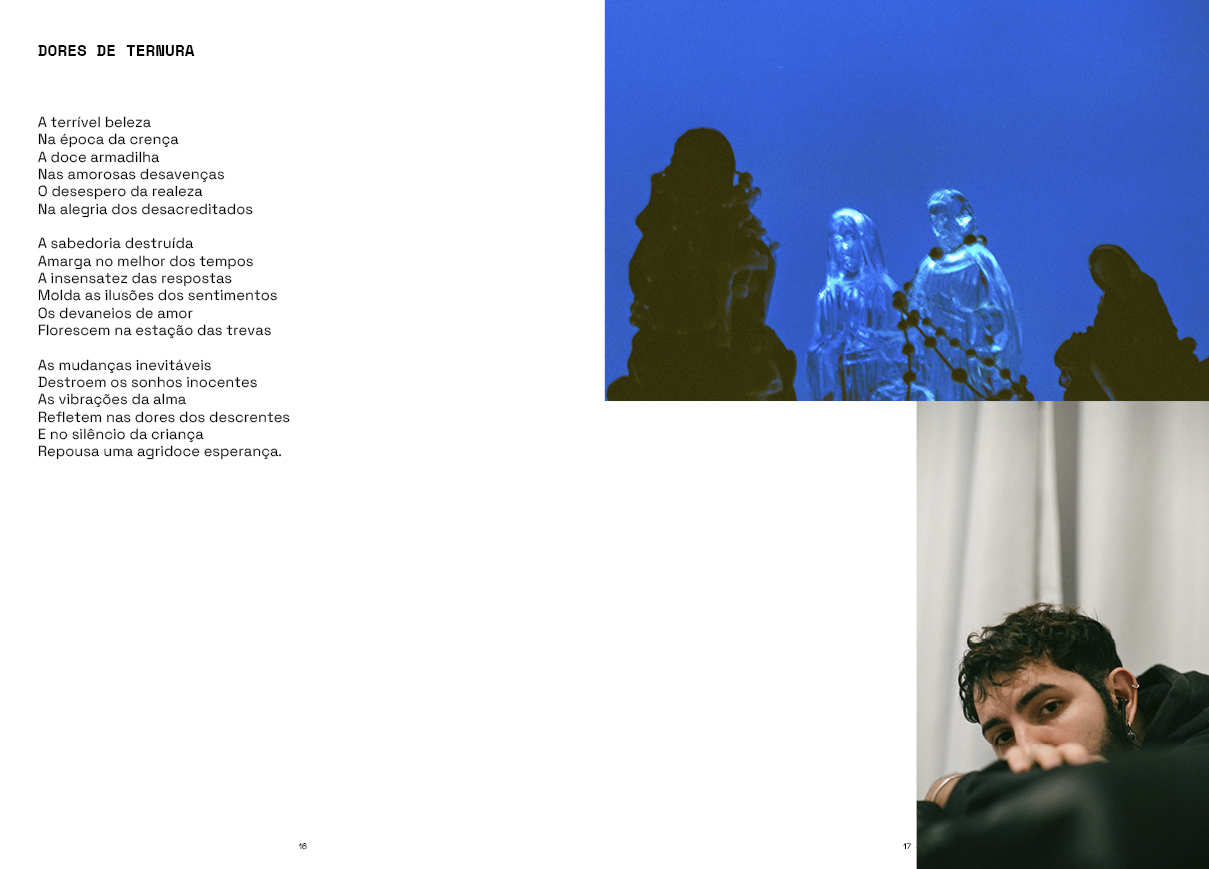 DORES DE TERNURA
A terrível beleza
Na época da crença
A doce armadilha
Nas amorosas desavenças
O desespero da realeza
Na alegria dos desacreditados
A sabedoria destruída
Amarga no melhor dos tempos
A insensatez das respostas
Molda as ilusões dos sentimentos
Os devaneios de amor
Florescem na estação das trevas
As mudanças inevitáveis
Destroem os sonhos inocentes
As vibrações da alma
Refletem nas dores dos descrentes
E no silêncio da criança
Repousa uma agridoce esperança.
16
17